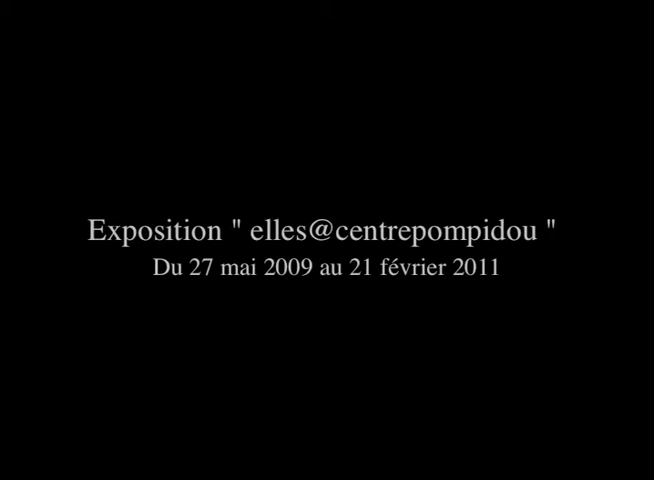 Exposition " elles@centrepompidou "
Du 27 mai 2009 au 21 février 2011